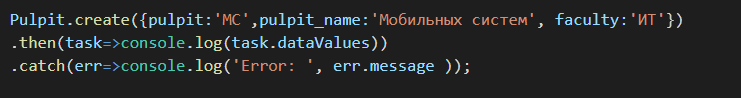 Pulpit.create({pulpit:'МС',pulpit_name:'Мобильных систем', faculty:'ИТ'})
.then(task=>console.log(task.dataValues))
.catch(err=>console.log('Error: ', err.message ));